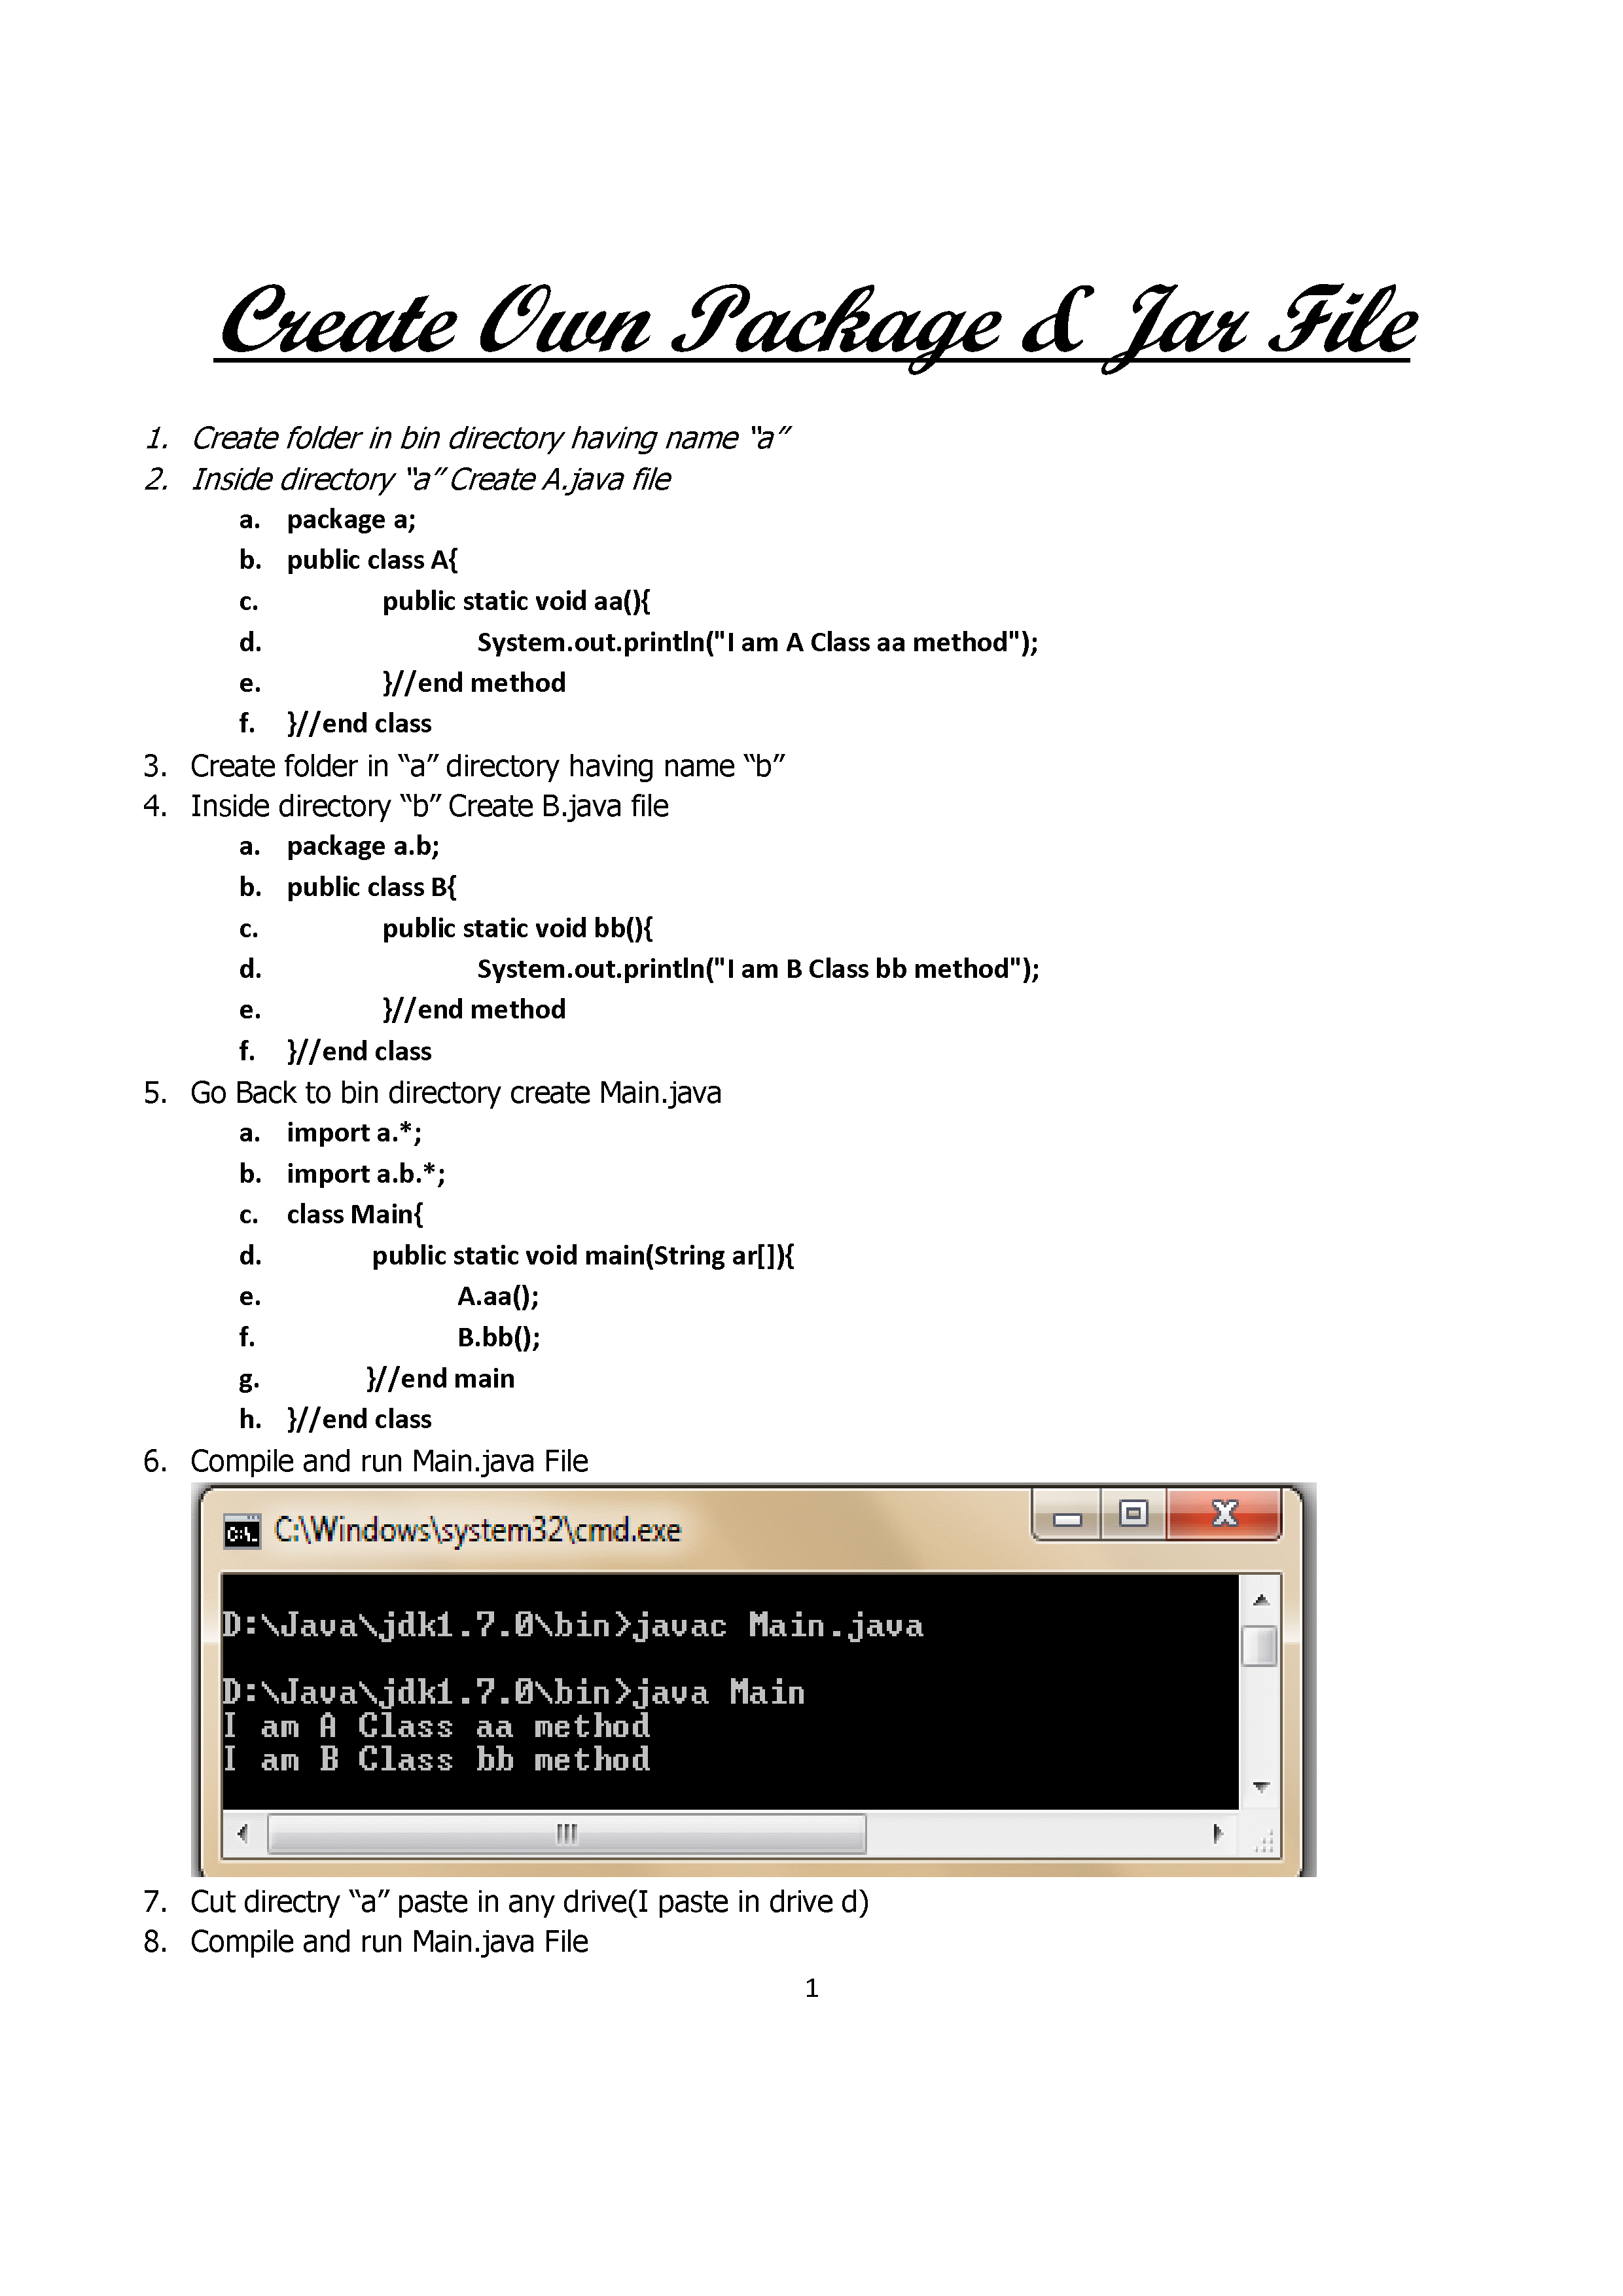 Create Own Package & Jar File
1. Create folder in bin directory having name “a”
2. Inside directory “a” Create A.java file
a. package a;
b. public class A{
c. public static void aa(){
d. System.out.println("I am A Class aa method");
e. }//end method
f. }//end class
3. Create folder in “a” directory having name “b”
4. Inside directory “b” Create B.java file
a. package a.b;
b. public class B{
c. public static void bb(){
d. System.out.println("I am B Class bb method");
e. }//end method
f. }//end class
5. Go Back to bin directory create Main.java
a. import a.*;
b. import a.b.*;
c. class Main{
d. public static void main(String ar[]){
e. A.aa();
f. B.bb();
g. }//end main
h. }//end class
6. Compile and run Main.java File
C:\Windows\system32\cmd.exe
D:\Java\jdk1.7.0\bin>javac Main.java
D:\Java\jdk1.7.0\bin>java Main
I am A Class aa method
I am B Class bb method
7. Cut directry “a” paste in any drive(I paste in drive d)
8. Compile and run Main.java File
1